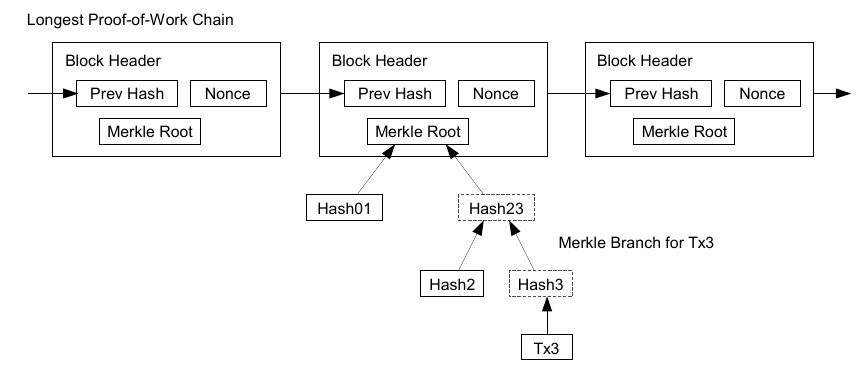 Longest Proof-of-Work Chain
Block Header Block Header Block Header
Prev Hash Nonce Prev Hash Nonce Prev Hash Nonce
Merkle Root Merkle Root Merkle Root
Hash01 Hash23
Merkle Branch for Tx3
Hash2 Hash3
Tx3